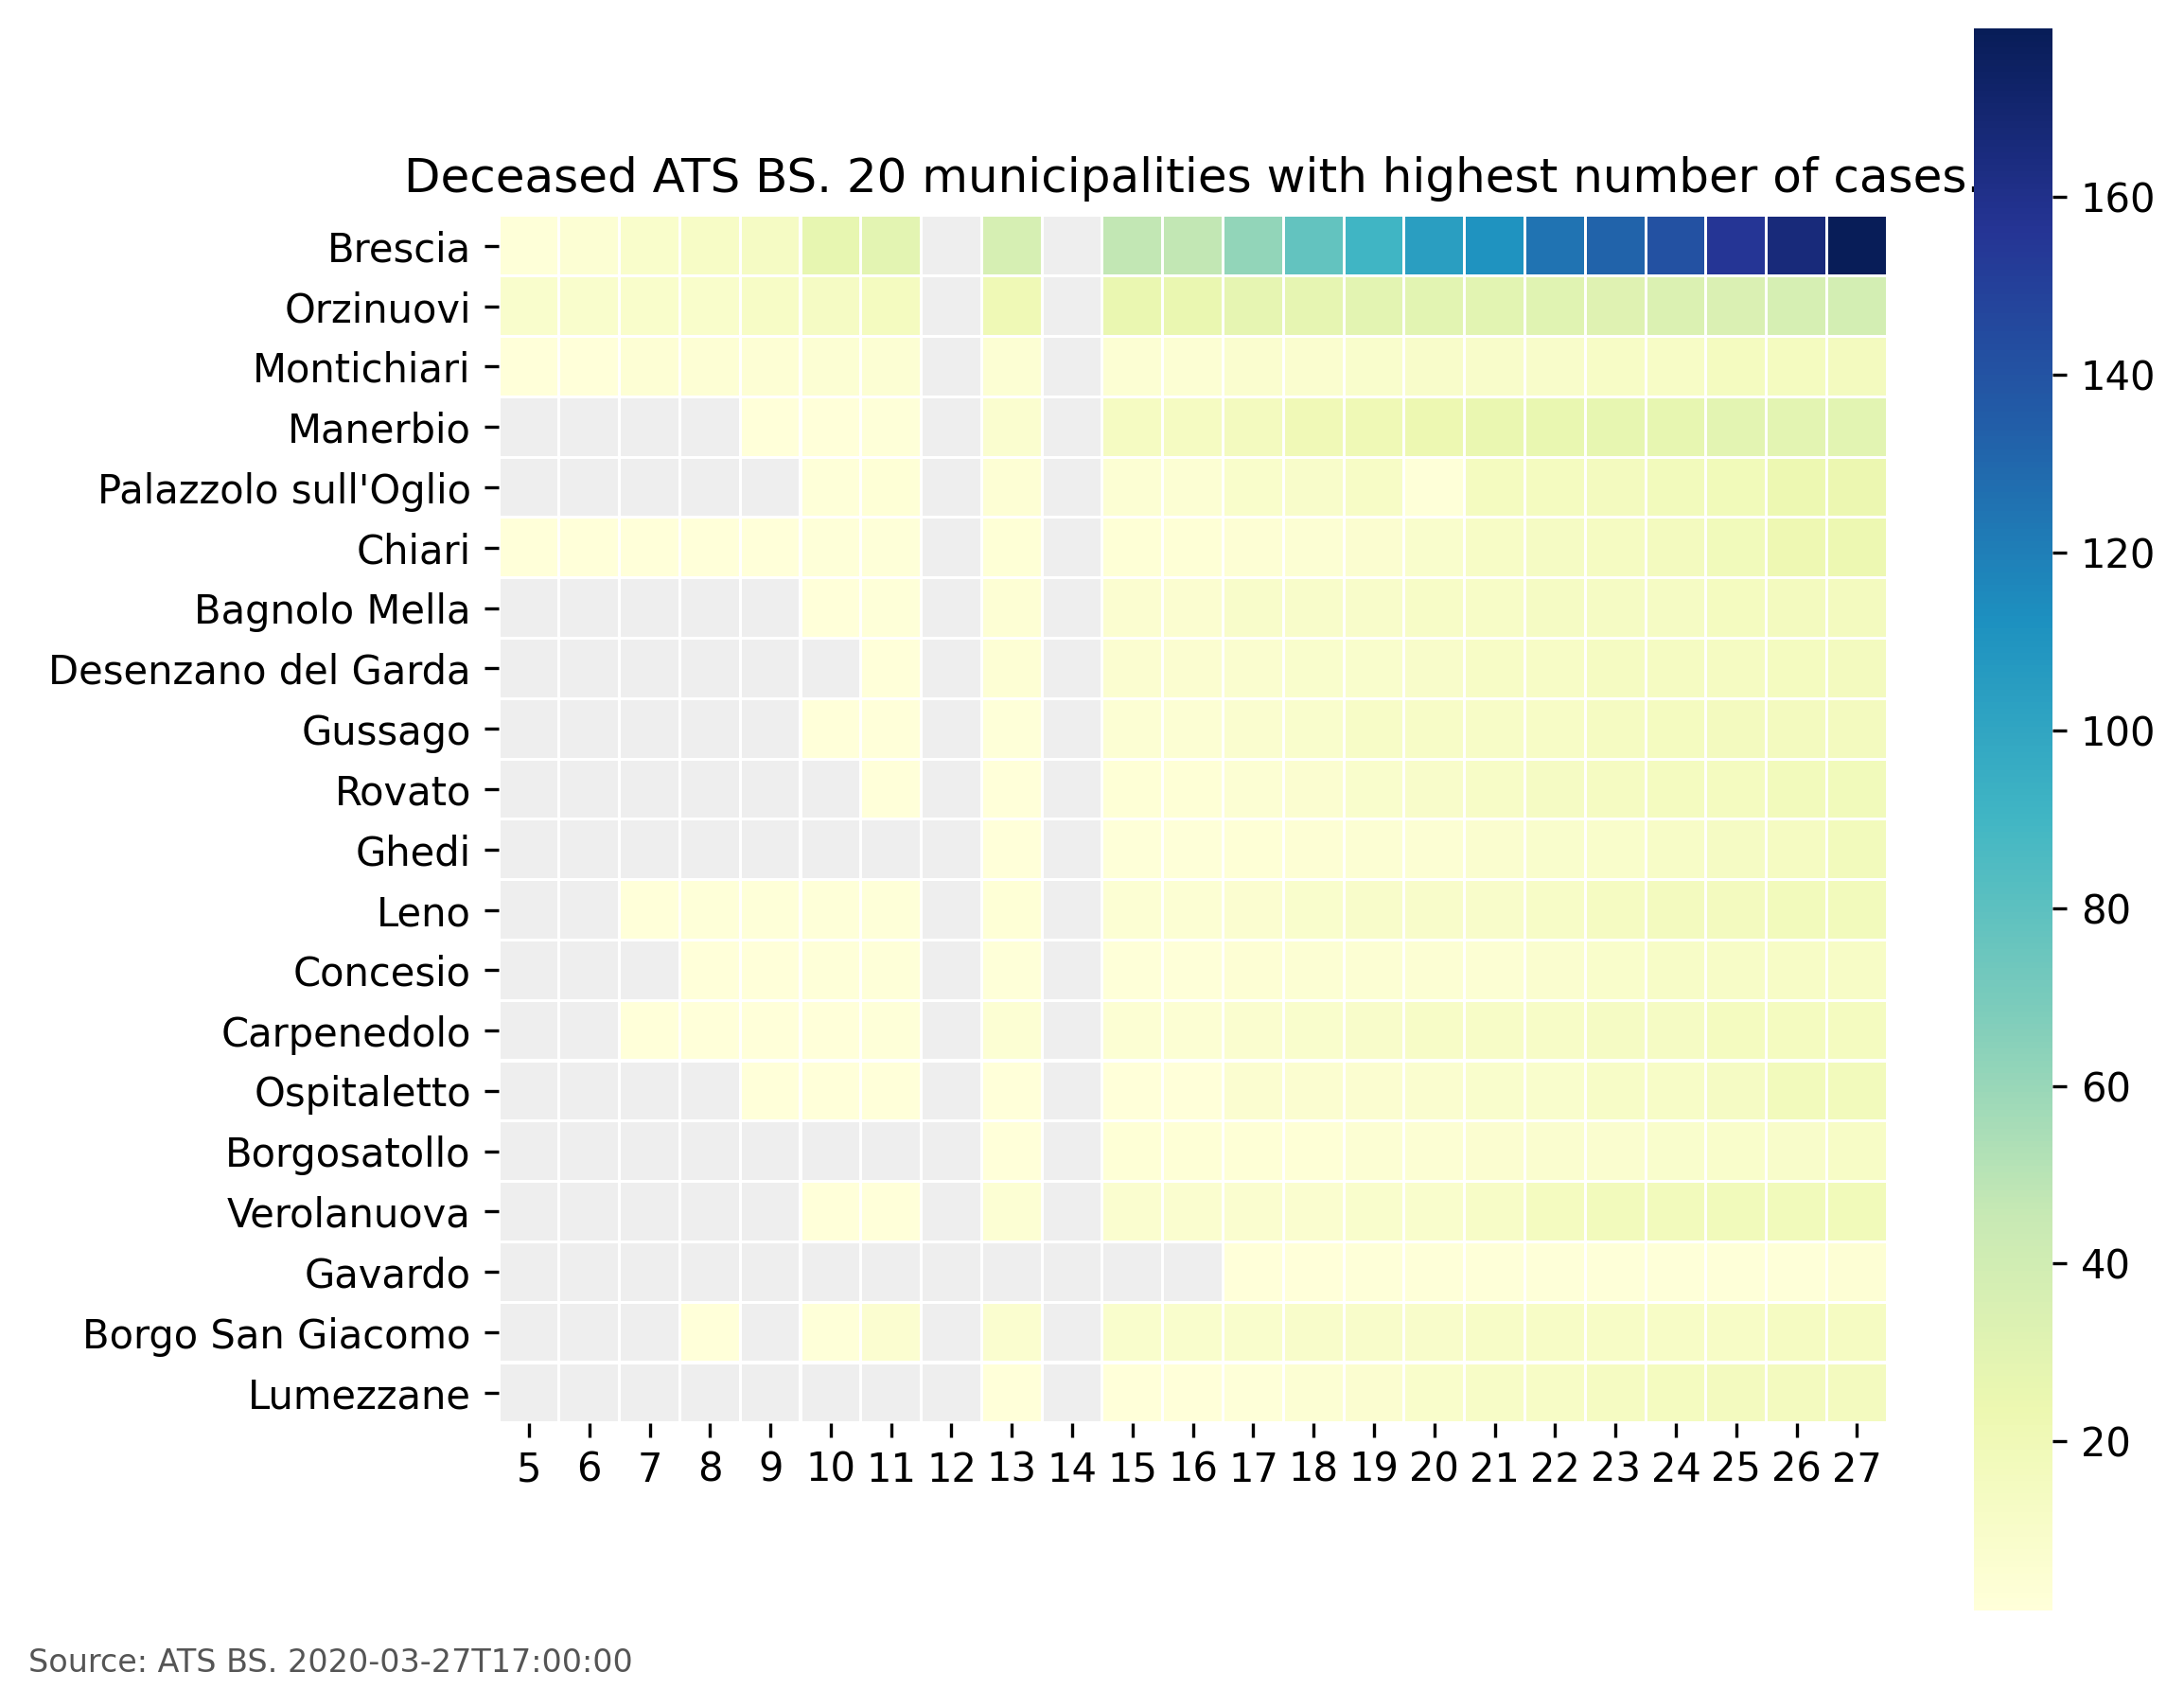 Deceased ATS BS. 20 municipalities with highest number of cases.
Brescia
Orzinuovi
Montichiari
Manerbio
Palazzolo sull'Oglio
Chiari
Bagnolo Mella
Desenzano del Garda
Gussago
Rovato
Ghedi
Leno
Concesio
Carpenedolo
Ospitaletto
Borgosatollo
Verolanuova
Gavardo
Borgo San Giacomo
Lumezzane
5 6 7 8 9 10 11 12 13 14 15 16 17 18 19 20 21 22 23 24 25 26 27
160
140
120
100
80
60
40
20
Source: ATS BS. 2020-03-27T17:00:00